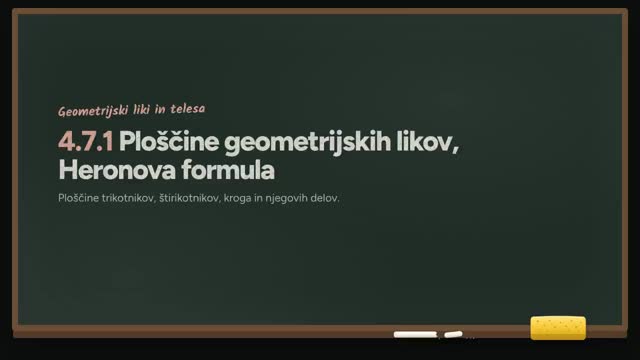 Geometrijski liki in telesa
4.7.1 Ploščine geometrijskih likov,
Heronova formula
Ploščine trikotnikov, štirikotnikov, kroga in njegovih delov.